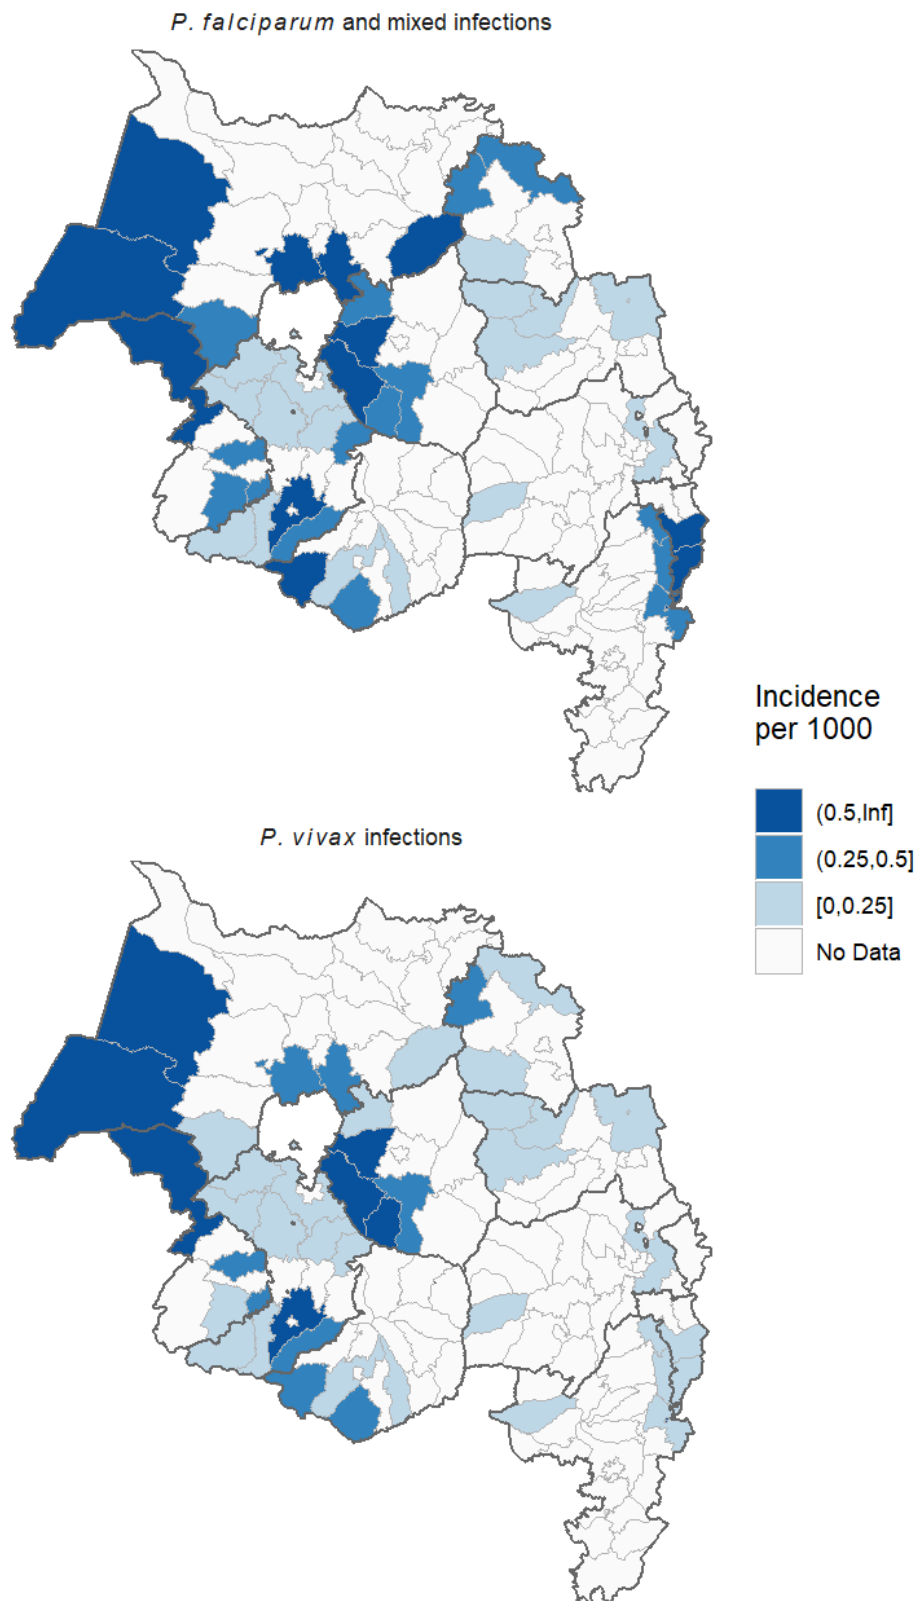 P. falciparum and mixed infections
Incidence
per 1000
(0.5,Inf]
(0.25,0.5]
[0,0.25]
No Data
P. vivax infections